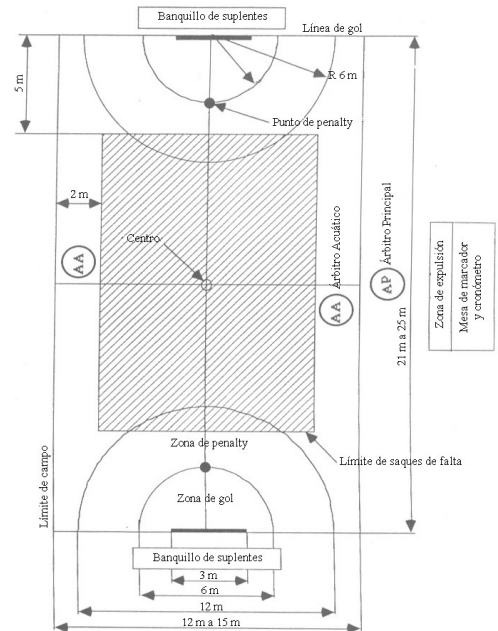 Banquillo de suplentes
Línea de gol
R 6 m
5 m
Punto de penalty
2 m
Centro
AA
Árbitro Acuático
AA
Árbitro Principal
AP
Zona de expulsión
Mesa de marcador
y cronómetro
21 m a 25 m
Zona de penalty
Límite de saques de falta
Zona de gol
Límite de campo
Banquillo de suplentes
3 m
6 m
12 m
12 m a 15 m